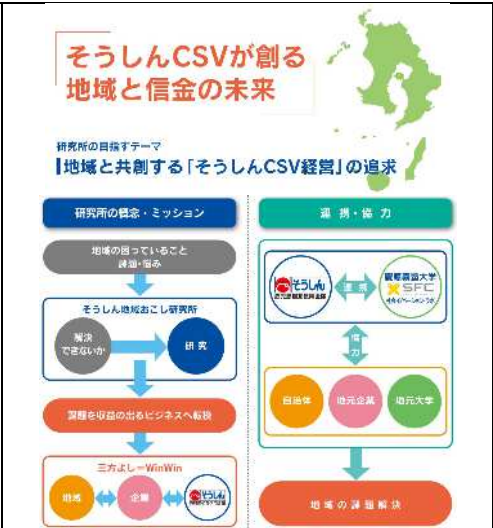 そうしんCSVが創る
地域と信金の未来
研究所の目指すテーマ
地域と共創する「そうしんCSV経営」の追求
研究所の概念・ミッション
地域の困っていること
課題・悩み
そうしん地域おこし研究所
解決
できないか
研究
課題を収益の出るビジネスへ転換
三方よし=WinWin
地域
企業
そうしん
連携・協力
そうしん
連携
慶應義塾大学
SFC
協力
自治体
地元企業
地元大学
地域の課題解決